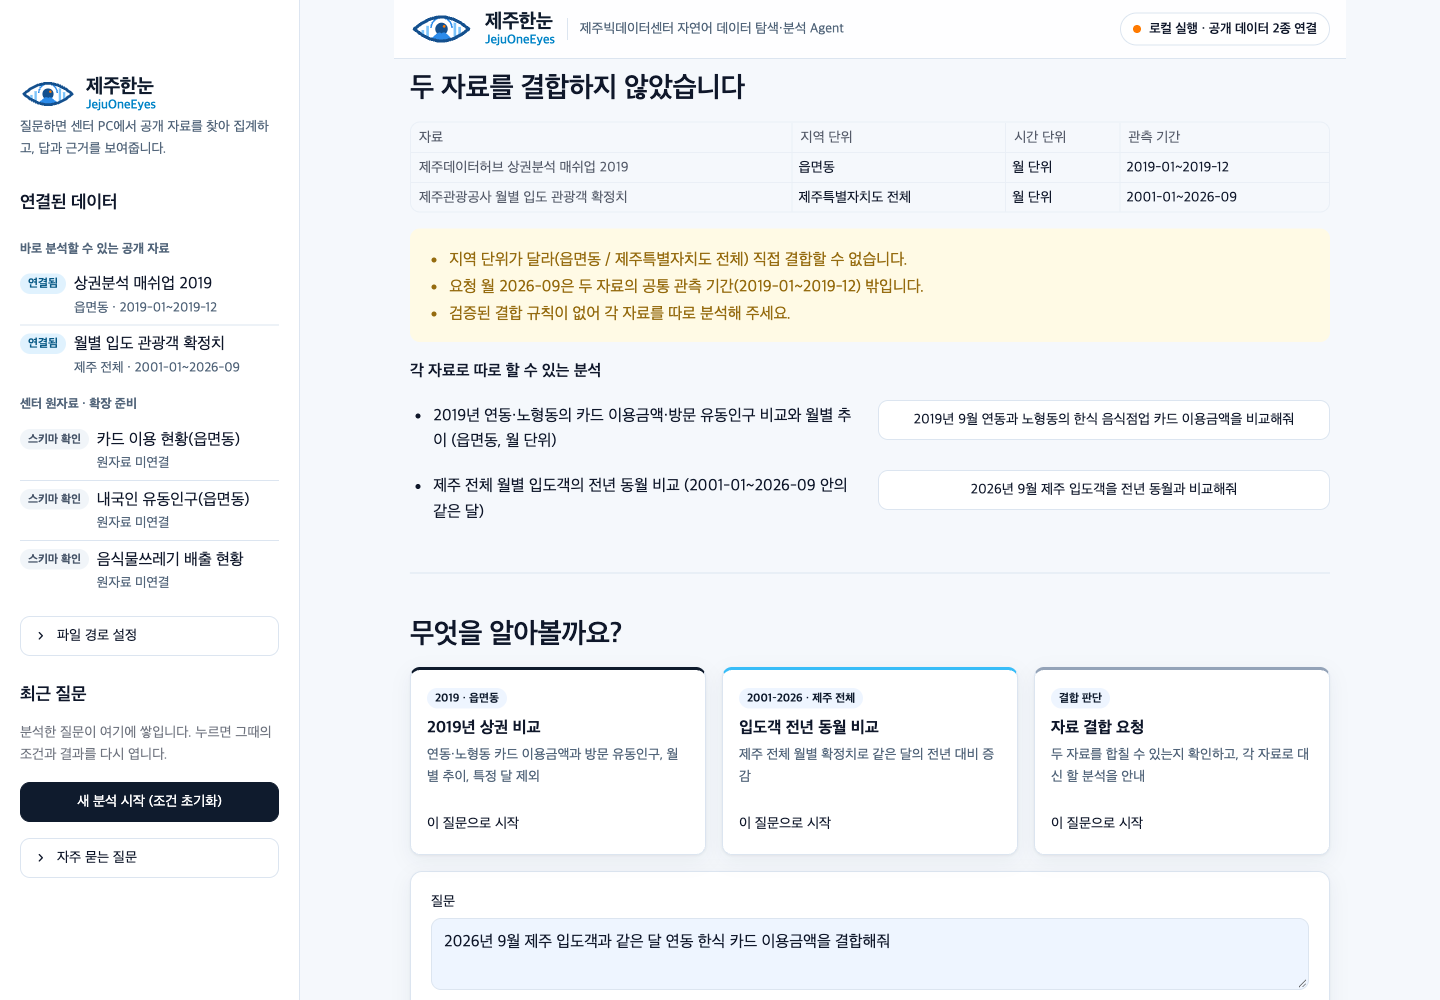 제주한눈
JejuOneEyes
질문하면 센터 PC에서 공개 자료를 찾아 집계하
고, 답과 근거를 보여줍니다.
연결된 데이터
바로 분석할 수 있는 공개 자료
연결됨 상권분석 매쉬업 2019
읍면동 · 2019-01~2019-12
연결됨 월별 입도 관광객 확정치
제주 전체 · 2001-01~2026-09
센터 원자료 · 확장 준비
스키마 확인 카드 이용 현황(읍면동)
원자료 미연결
스키마 확인 내국인 유동인구(읍면동)
원자료 미연결
스키마 확인 음식물쓰레기 배출 현황
원자료 미연결
파일 경로 설정
최근 질문
분석한 질문이 여기에 쌓입니다. 누르면 그때의
조건과 결과를 다시 엽니다.
새 분석 시작 (조건 초기화)
자주 묻는 질문
제주한눈
JejuOneEyes
제주빅데이터센터 자연어 데이터 탐색·분석 Agent
로컬 실행 · 공개 데이터 2종 연결
두 자료를 결합하지 않았습니다
자료 지역 단위 시간 단위 관측 기간
제주데이터허브 상권분석 매쉬업 2019 읍면동 월 단위 2019-01~2019-12
제주관광공사 월별 입도 관광객 확정치 제주특별자치도 전체 월 단위 2001-01~2026-09
• 지역 단위가 달라(읍면동 / 제주특별자치도 전체) 직접 결합할 수 없습니다.
• 요청 월 2026-09은 두 자료의 공통 관측 기간(2019-01~2019-12) 밖입니다.
• 검증된 결합 규칙이 없어 각 자료를 따로 분석해 주세요.
각 자료로 따로 할 수 있는 분석
• 2019년 연동·노형동의 카드 이용금액·방문 유동인구 비교와 월별 추
이 (읍면동, 월 단위)
2019년 9월 연동과 노형동의 한식 음식점업 카드 이용금액을 비교해줘
• 제주 전체 월별 입도객의 전년 동월 비교 (2001-01~2026-09 안의
같은 달)
2026년 9월 제주 입도객을 전년 동월과 비교해줘
무엇을 알아볼까요?
2019 · 읍면동
2019년 상권 비교
연동·노형동 카드 이용금액과 방문 유동인구, 월
별 추이, 특정 달 제외
이 질문으로 시작
2001-2026 · 제주 전체
입도객 전년 동월 비교
제주 전체 월별 확정치로 같은 달의 전년 대비 증
감
이 질문으로 시작
결합 판단
자료 결합 요청
두 자료를 합칠 수 있는지 확인하고, 각 자료로 대
신 할 분석을 안내
이 질문으로 시작
질문
2026년 9월 제주 입도객과 같은 달 연동 한식 카드 이용금액을 결합해줘